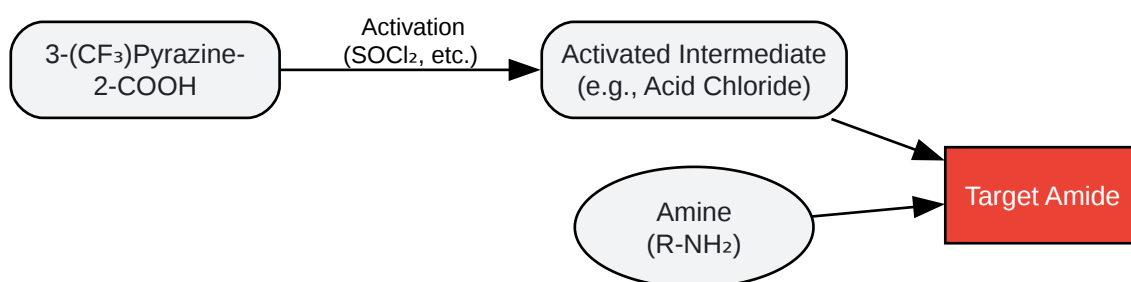 3-(CF₃)Pyrazine-
2-COOH
Activation
(SOCl₂, etc.)
Activated Intermediate
(e.g., Acid Chloride)
Amine
(R-NH₂)
Target Amide